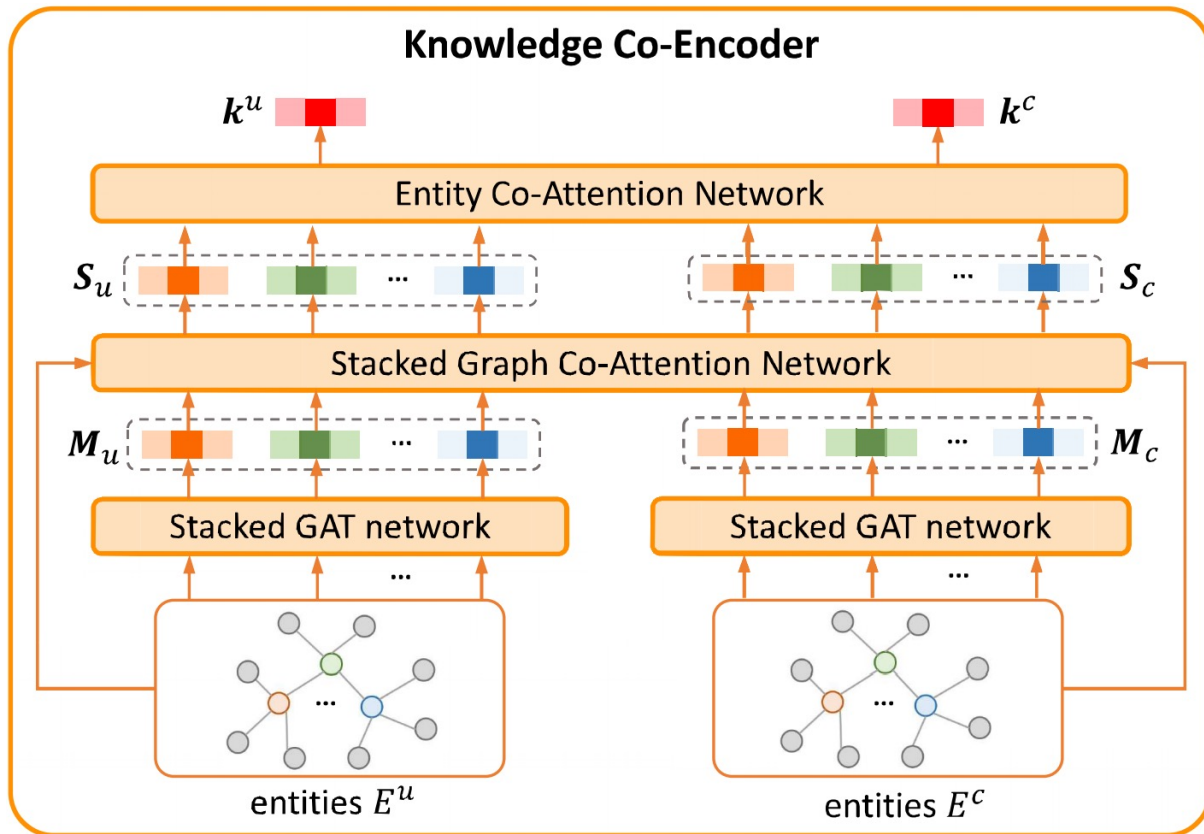 Knowledge Co-Encoder
k^u
k^c
Entity Co-Attention Network
S_u
...
...
S_c
Stacked Graph Co-Attention Network
M_u
...
...
M_c
Stacked GAT network
Stacked GAT network
...
...
...
...
entities E^u
entities E^c